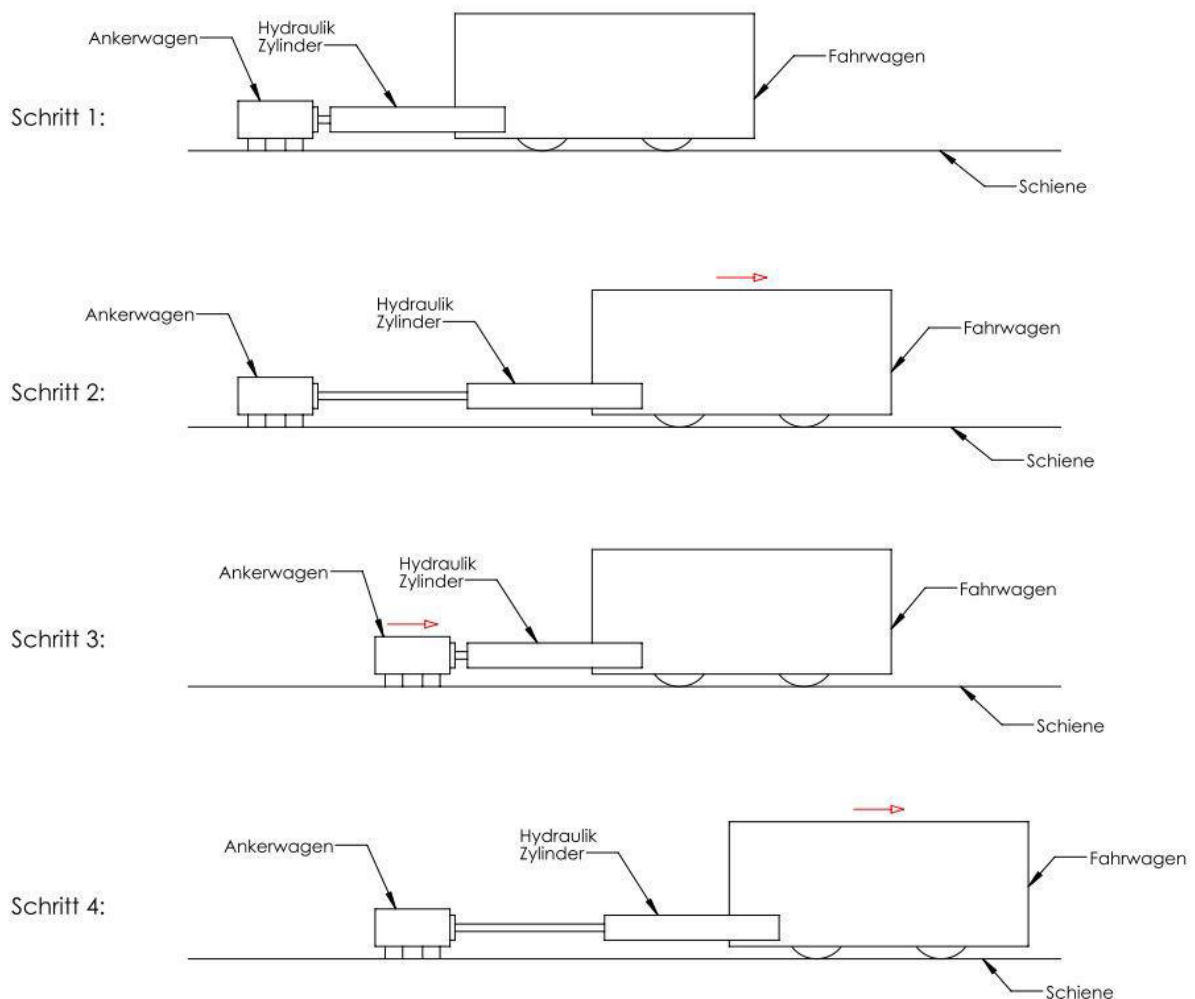 Hydraulik
Zylinder
Ankerwagen
Fahrwagen
Schritt 1:
Schiene
Hydraulik
Zylinder
Ankerwagen
Fahrwagen
Schritt 2:
Schiene
Hydraulik
Zylinder
Ankerwagen
Fahrwagen
Schritt 3:
Schiene
Hydraulik
Zylinder
Ankerwagen
Fahrwagen
Schritt 4:
Schiene